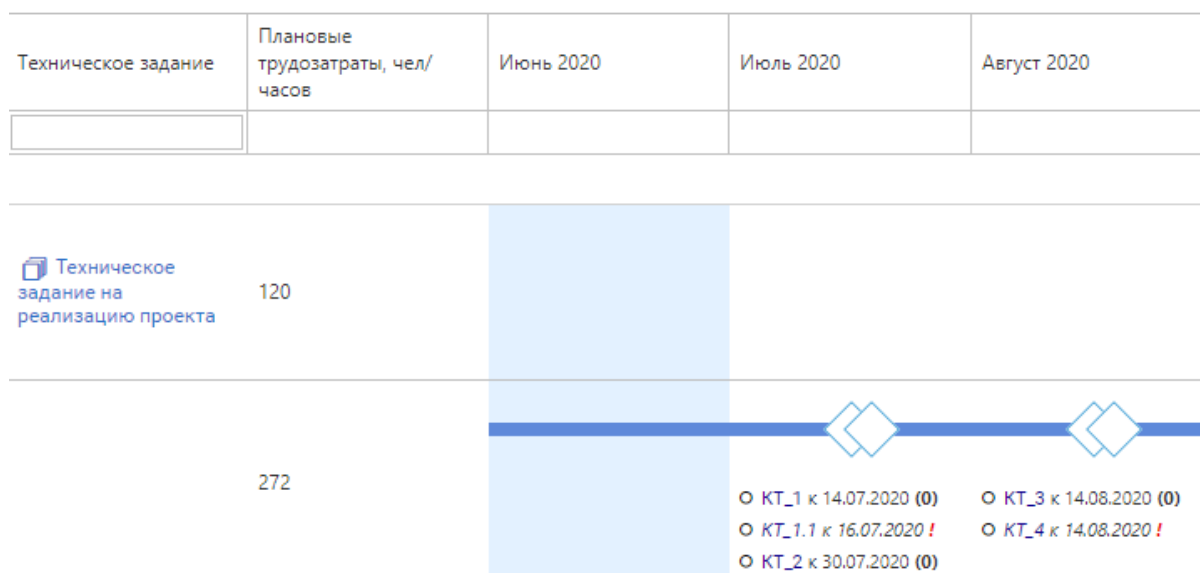 Техническое задание
Плановые
трудозатраты, чел/
часов
Июнь 2020
Июль 2020
Август 2020
Техническое
задание на
реализацию проекта
120
272
КТ_1 к 14.07.2020 (0)
КТ_1.1 к 16.07.2020 !
КТ_2 к 30.07.2020 (0)
КТ_3 к 14.08.2020 (0)
КТ_4 к 14.08.2020 !